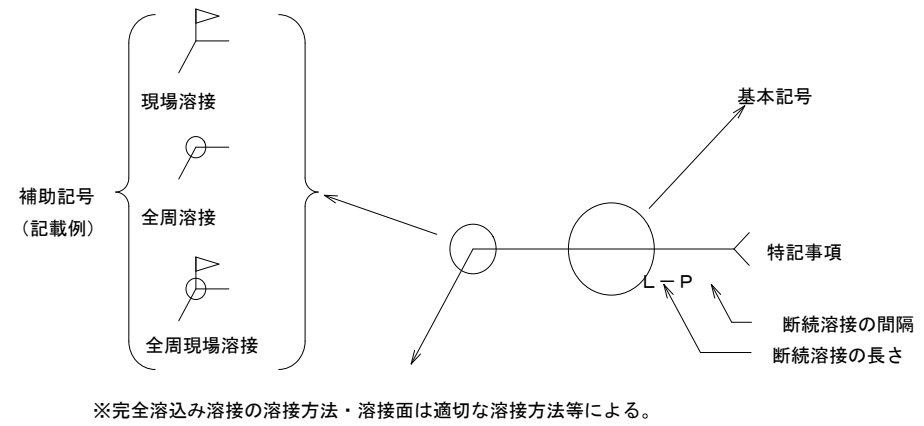 現場溶接
基本記号
補助記号
(記載例)
全周溶接
特記事項
L-P
断続溶接の間隔
全周現場溶接
断続溶接の長さ
※完全溶込み溶接の溶接方法・溶接面は適切な溶接方法等による。